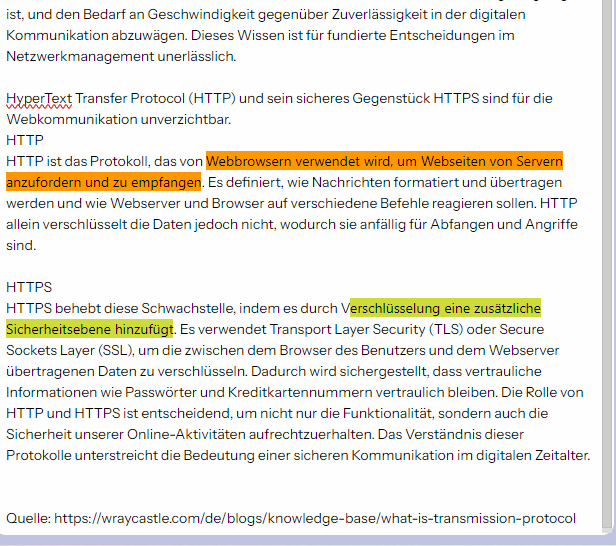 ist, und den Bedarf an Geschwindigkeit gegenüber Zuverlässigkeit in der digitalen
Kommunikation abzuwägen. Dieses Wissen ist für fundierte Entscheidungen im
Netzwerkmanagement unerlässlich.
HyperText Transfer Protocol (HTTP) und sein sicheres Gegenstück HTTPS sind für die
Webkommunikation unverzichtbar.
HTTP
HTTP ist das Protokoll, das von Webbrowsern verwendet wird, um Webseiten von Servern
anzufordern und zu empfangen. Es definiert, wie Nachrichten formatiert und übertragen
werden und wie Webserver und Browser auf verschiedene Befehle reagieren sollen. HTTP
allein verschlüsselt die Daten jedoch nicht, wodurch sie anfällig für Abfangen und Angriffe
sind.
HTTPS
HTTPS behebt diese Schwachstelle, indem es durch Verschlüsselung eine zusätzliche
Sicherheitsebene hinzufügt. Es verwendet Transport Layer Security (TLS) oder Secure
Sockets Layer (SSL), um die zwischen dem Browser des Benutzers und dem Webserver
übertragenen Daten zu verschlüsseln. Dadurch wird sichergestellt, dass vertrauliche
Informationen wie Passwörter und Kreditkartennummern vertraulich bleiben. Die Rolle von
HTTP und HTTPS ist entscheidend, um nicht nur die Funktionalität, sondern auch die
Sicherheit unserer Online-Aktivitäten aufrechtzuerhalten. Das Verständnis dieser
Protokolle unterstreicht die Bedeutung einer sicheren Kommunikation im digitalen Zeitalter.
Quelle: https://wraycastle.com/de/blogs/knowledge-base/what-is-transmission-protocol